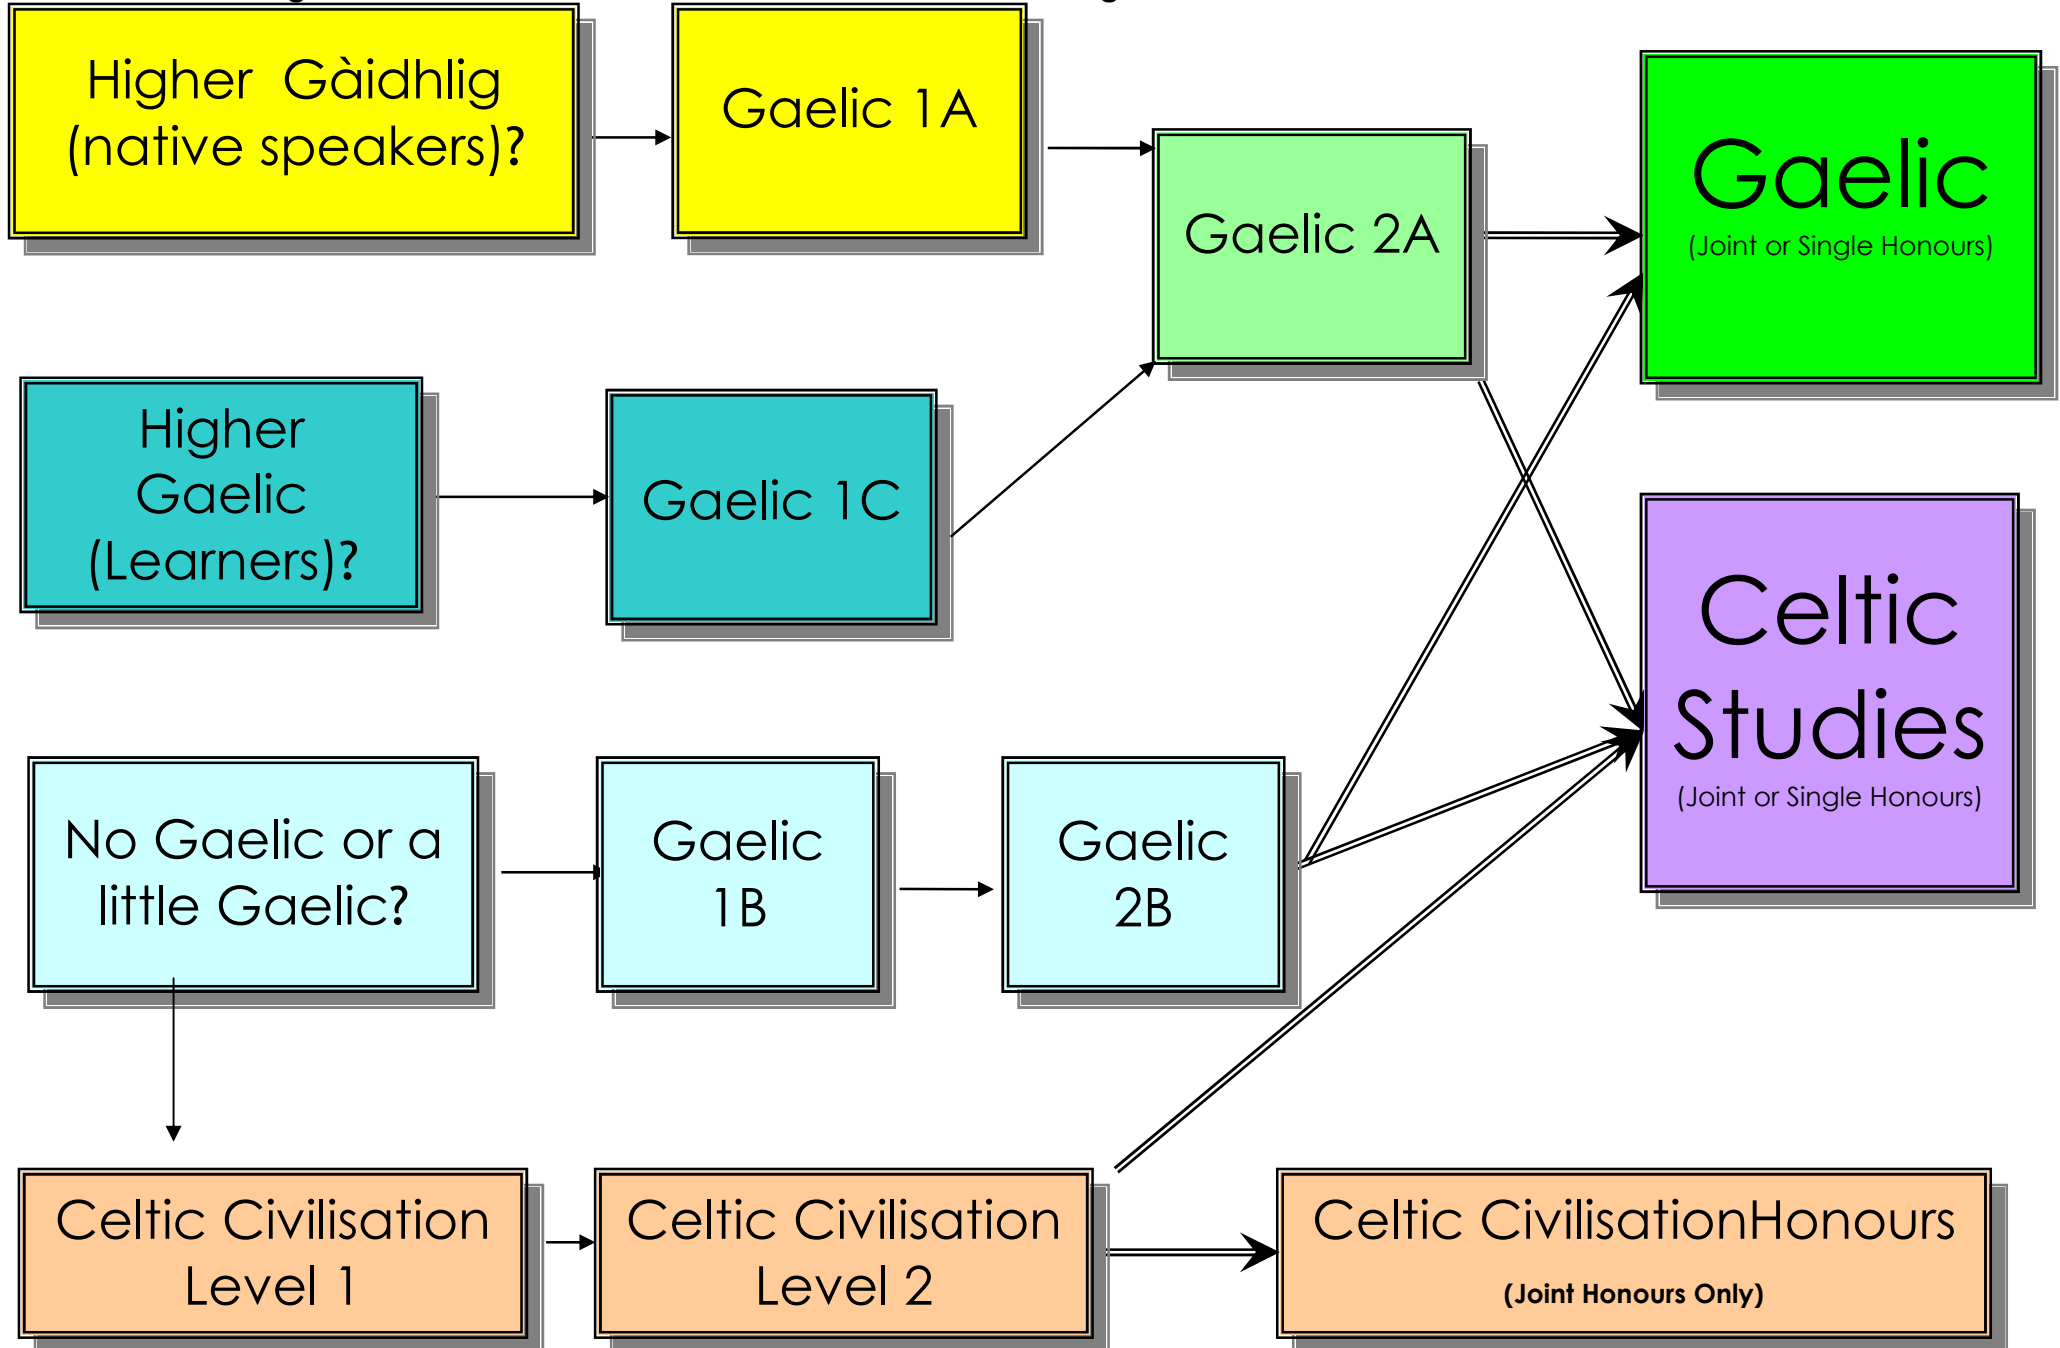 Higher Gàidhlig
(native speakers)?
Gaelic 1A
Gaelic 2A
Gaelic
(Joint or Single Honours)
Higher
Gaelic
(Learners)?
Gaelic 1C
Celtic
Studies
(Joint or Single Honours)
No Gaelic or a
little Gaelic?
Gaelic
1B
Gaelic
2B
Celtic Civilisation
Level 1
Celtic Civilisation
Level 2
Celtic CivilisationHonours
(Joint Honours Only)